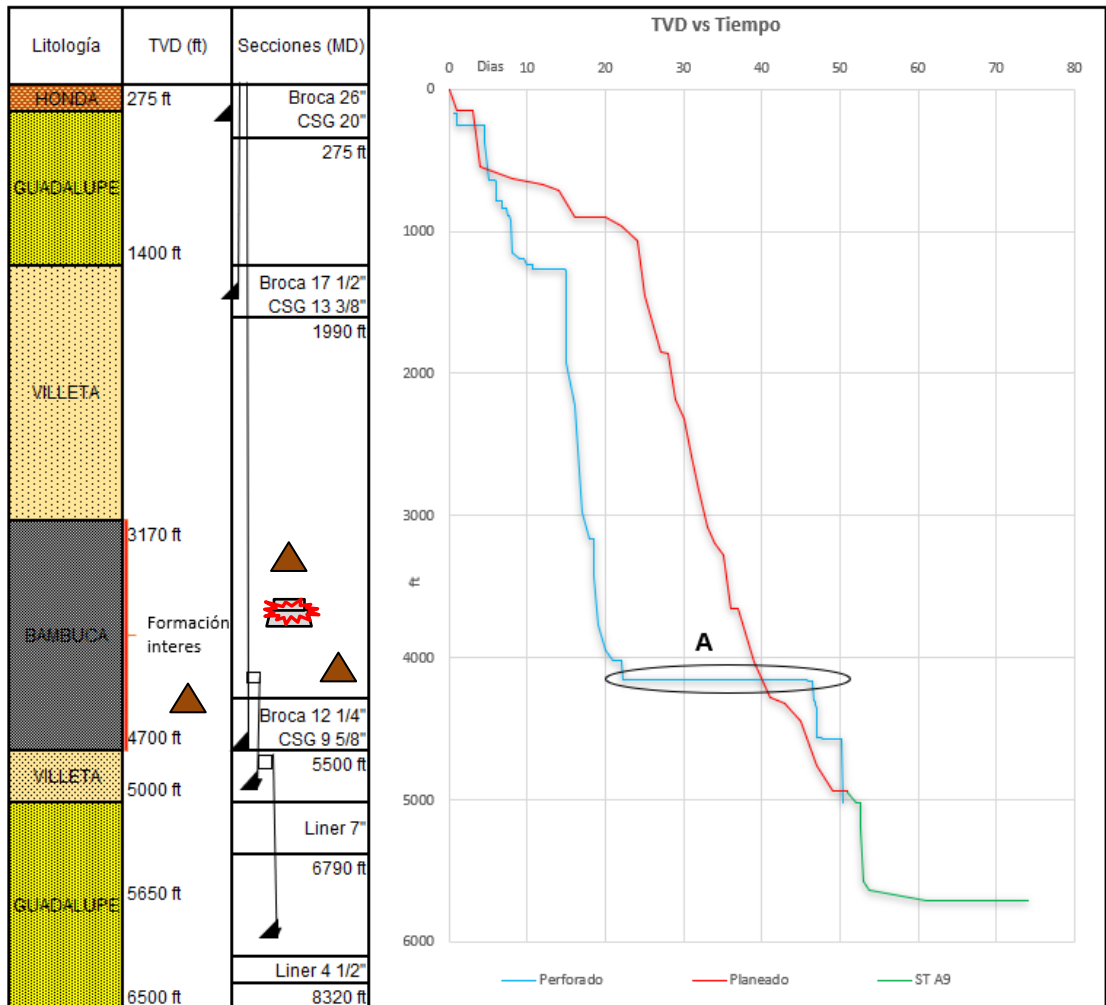 Litología
TVD (ft)
Secciones (MD)
HONDA
275 ft
Broca 26"
CSG 20"
275 ft
GUADALUPE
1400 ft
Broca 17 1/2"
CSG 13 3/8"
1990 ft
VILLETA
3170 ft
Formación
interes
BAMBUCA
4700 ft
Broca 12 1/4"
CSG 9 5/8"
5500 ft
VILLETA
5000 ft
Liner 7"
6790 ft
5650 ft
GUADALUPE
Liner 4 1/2"
6500 ft
8320 ft
TVD vs Tiempo
0 Dias 10 20 30 40 50 60 70 80
0
1000
2000
3000
ft
4000
5000
6000
A
Perforado Planeado ST A9